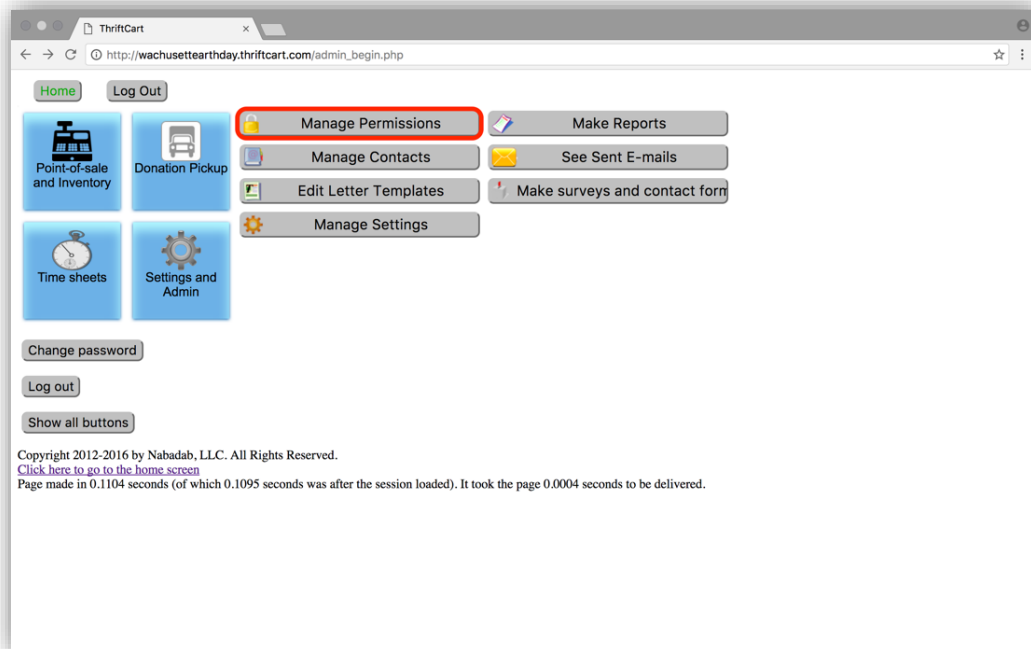 ThriftCart
http://wachusettearthday.thriftcart.com/admin_begin.php
Home
Log Out
Point-of-sale
and Inventory
Donation Pickup
Time sheets
Settings and
Admin
Manage Permissions
Make Reports
Manage Contacts
See Sent E-mails
Edit Letter Templates
Make surveys and contact form
Manage Settings
Change password
Log out
Show all buttons
Copyright 2012-2016 by Nabadab, LLC. All Rights Reserved.
Click here to go to the home screen
Page made in 0.1104 seconds (of which 0.1095 seconds was after the session loaded). It took the page 0.0004 seconds to be delivered.